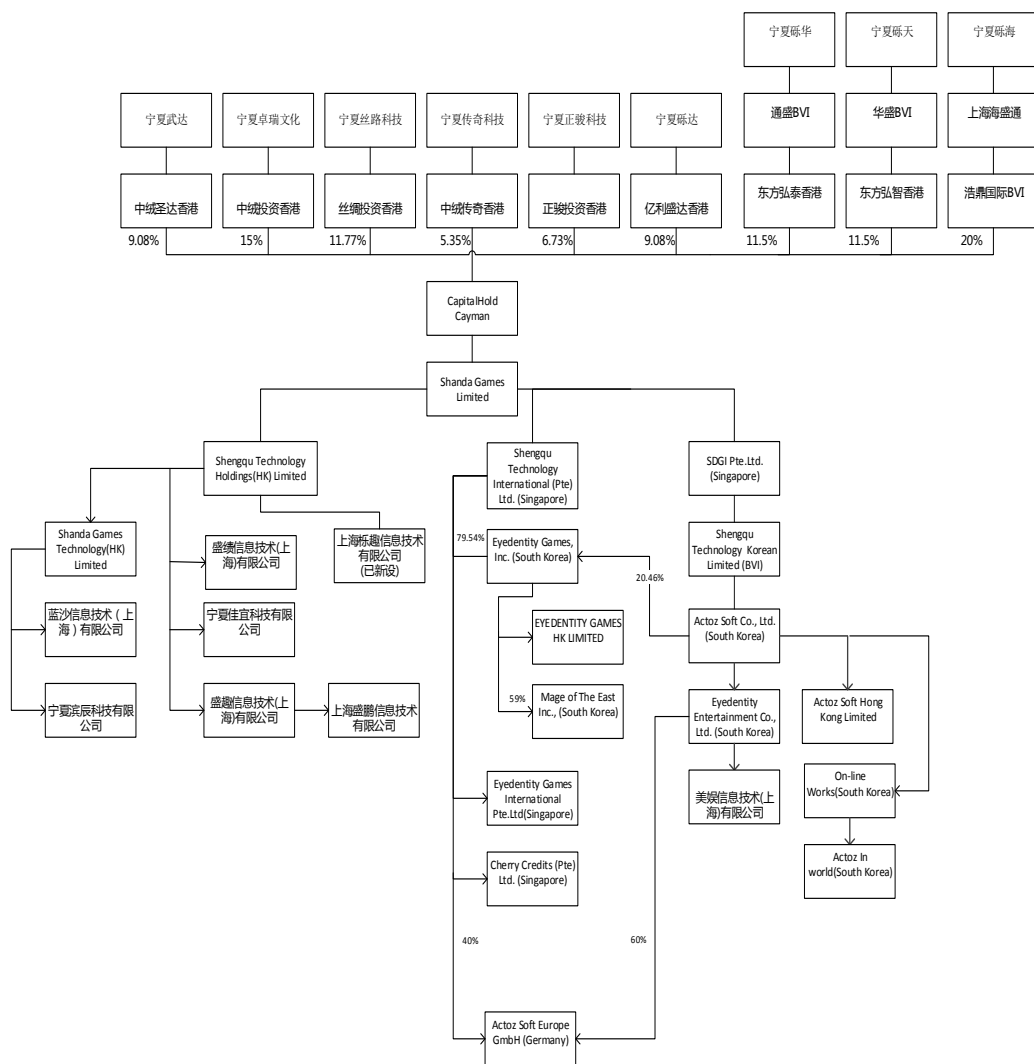 宁夏砾华
宁夏砾天
宁夏砾海
宁夏武达
宁夏卓瑞文化
宁夏丝路科技
宁夏传奇科技
宁夏正骏科技
宁夏砾达
通盛BVI
华盛BVI
上海海盛通
中绒圣达香港
中绒投资香港
丝绸投资香港
中绒传奇香港
正骏投资香港
亿利盛达香港
东方弘泰香港
东方弘智香港
浩鼎国际BVI
9.08%
15%
11.77%
5.35%
6.73%
9.08%
11.5%
11.5%
20%
CapitalHold
Cayman
Shanda Games
Limited
Shengqu Technology
Holdings(HK) Limited
Shengqu
Technology
International (Pte)
Ltd. (Singapore)
SDGI Pte.Ltd.
(Singapore)
Shanda Games
Technology(HK)
Limited
盛绩信息技术(上
海)有限公司
上海栎趣信息技术
有限公司
(已新设)
79.54%
Eyedentity Games,
Inc. (South Korea)
20.46%
Shengqu
Technology Korean
Limited (BVI)
蓝沙信息技术（上
海）有限公司
宁夏佳宜科技有限
公司
EYEDENTITY GAMES
HK LIMITED
Actoz Soft Co., Ltd.
(South Korea)
宁夏滨辰科技有限
公司
盛趣信息技术(上
海)有限公司
上海盛鹏信息技术
有限公司
59%
Mage of The East
Inc., (South Korea)
Eyedentity
Entertainment Co.,
Ltd. (South Korea)
Actoz Soft Hong
Kong Limited
Eyedentity Games
International
Pte.Ltd(Singapore)
美娱信息技术(上
海)有限公司
On-line
Works(South Korea)
Cherry Credits (Pte)
Ltd. (Singapore)
Actoz In
world(South Korea)
40%
60%
Actoz Soft Europe
GmbH (Germany)